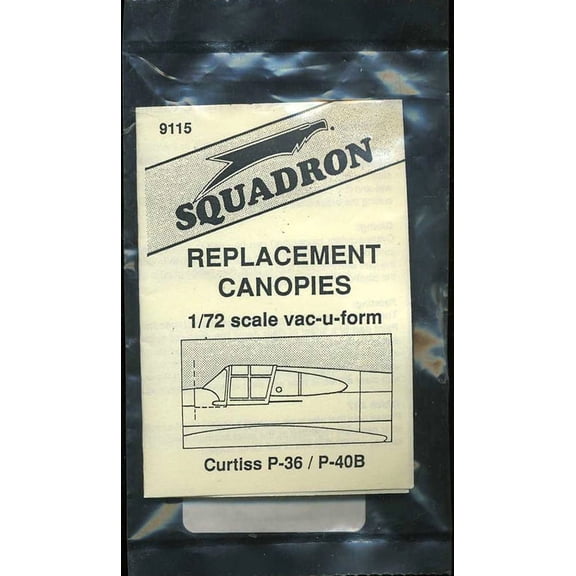 9115
SQUADRON
REPLACEMENT
CANOPIES
1/72 scale vac-u-form
Curtiss P-36 / P-40B